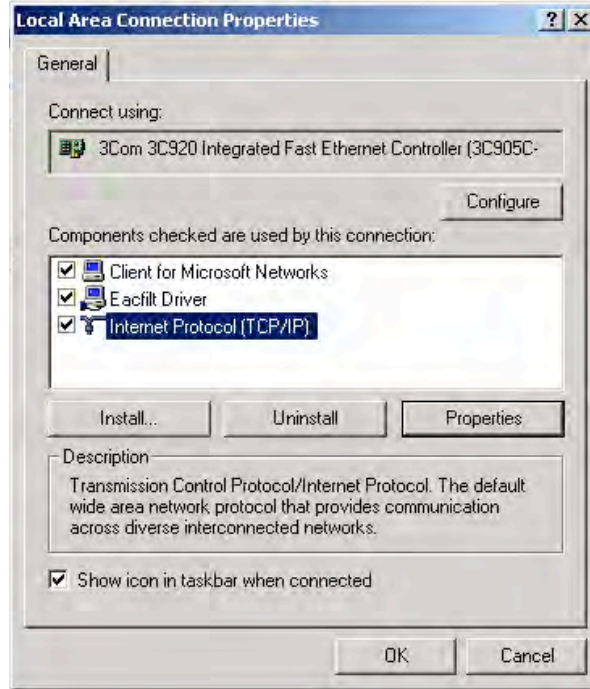 Local Area Connection Properties
General
Connect using:
3Com 3C920 Integrated Fast Ethernet Controller (3C905C-
Configure
Components checked are used by this connection:
Client for Microsoft Networks
Eacfilt Driver
Internet Protocol (TCP/IP)
Install... Uninstall Properties
Description
Transmission Control Protocol/Internet Protocol. The default
wide area network protocol that provides communication
across diverse interconnected networks.
Show icon in taskbar when connected
OK Cancel